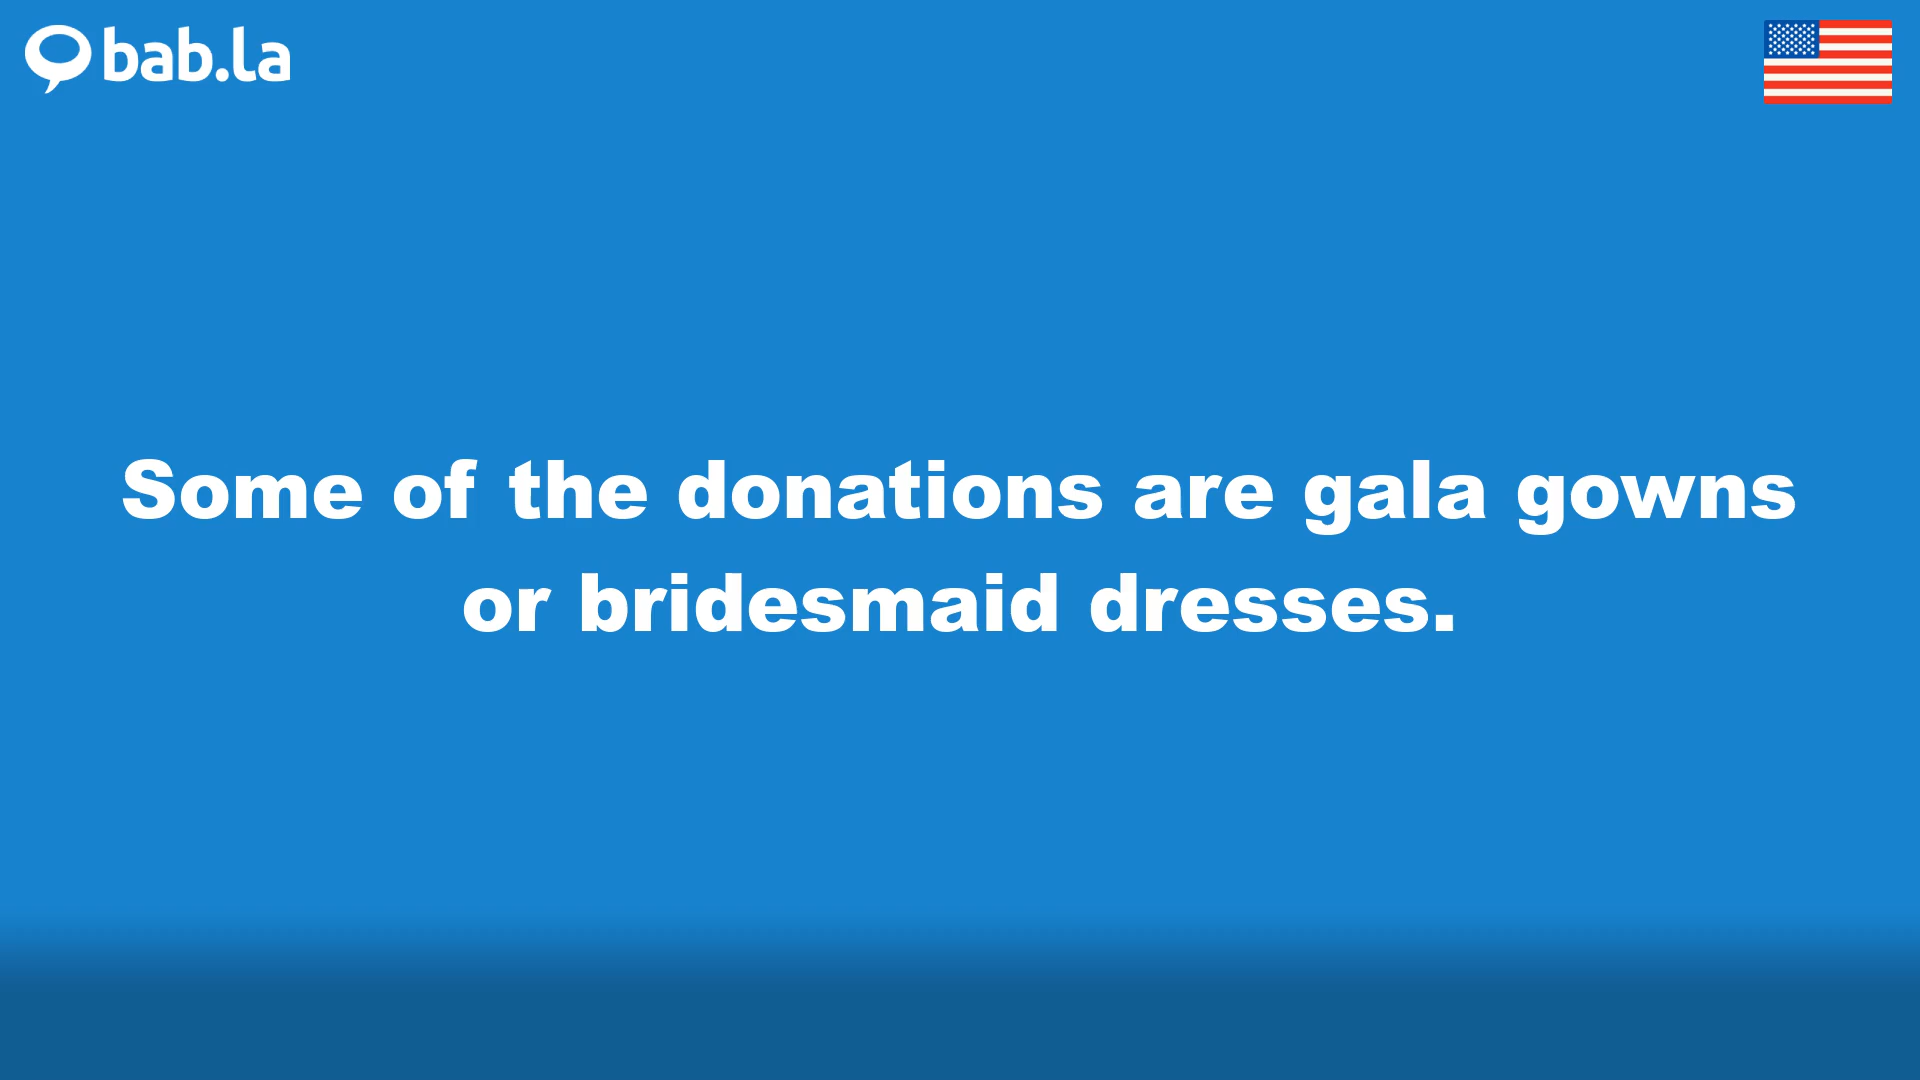 bab.la
Some of the donations are gala gowns
or bridesmaid dresses.